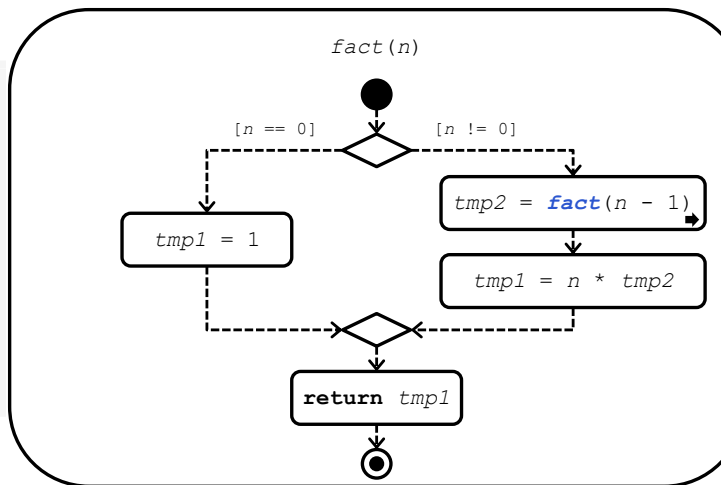 fact(n)
[n == 0]
[n != 0]
tmp2 = fact(n - 1)
tmp1 = 1
tmp1 = n * tmp2
return tmp1